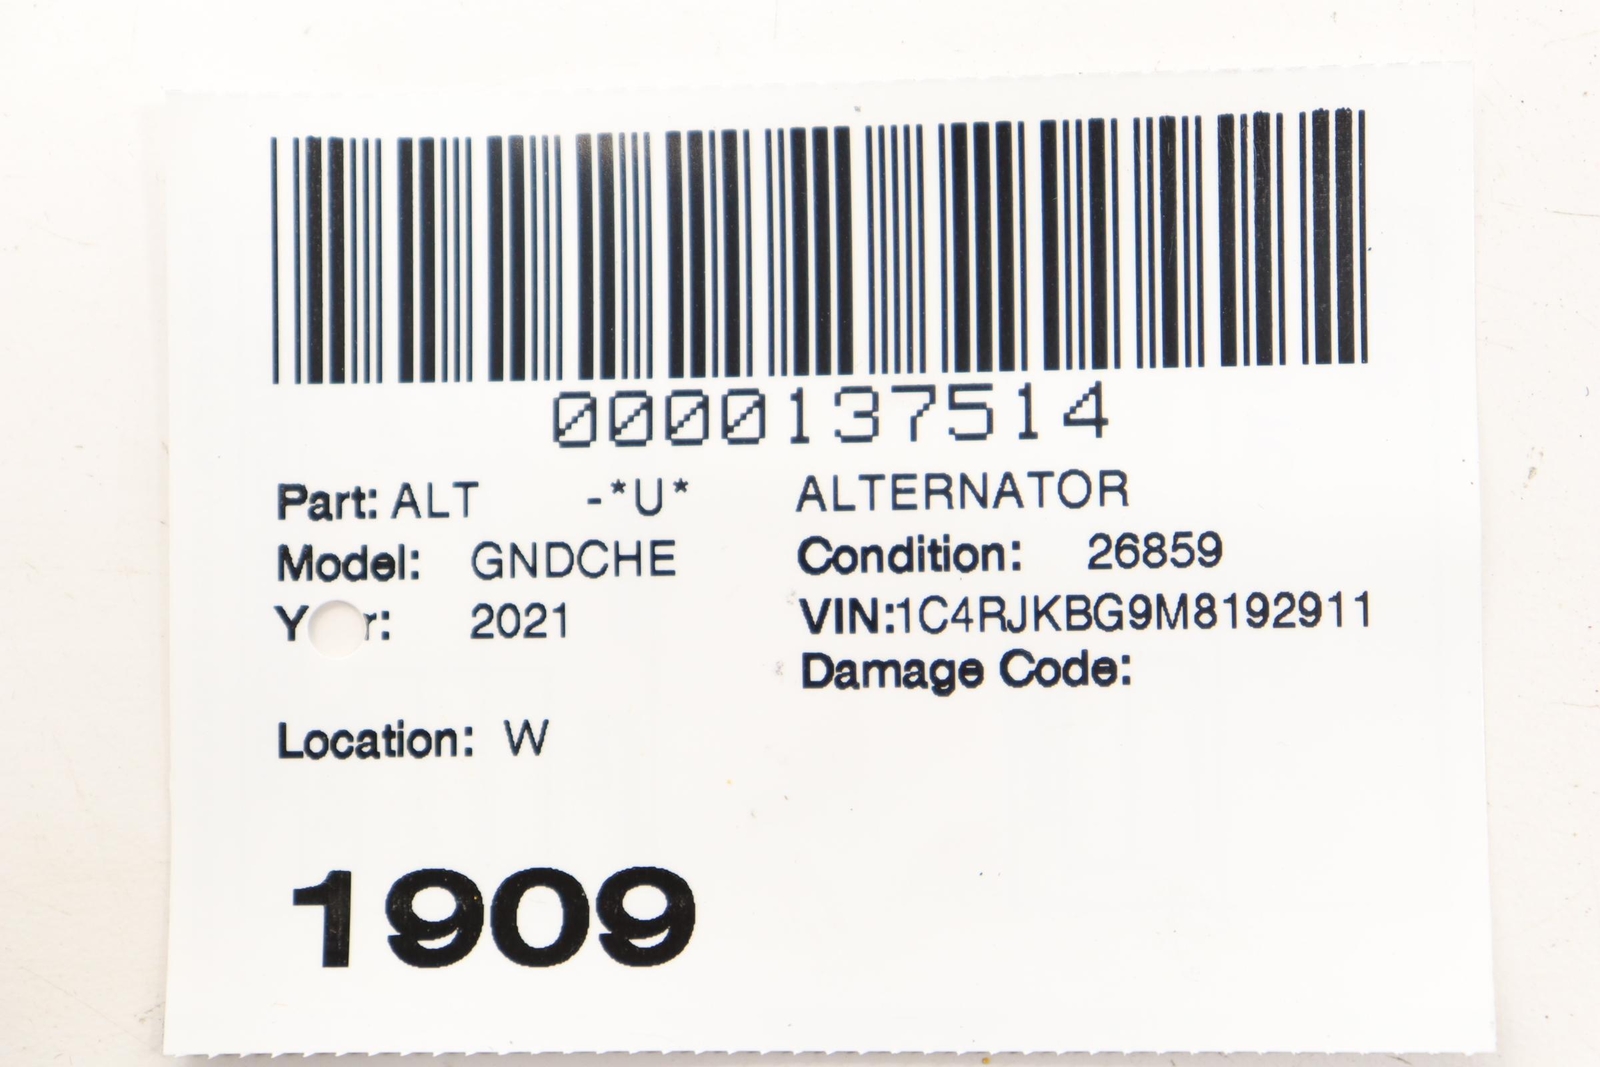 0000137514
Part: ALT -*U* ALTERNATOR
Model: GNDCHE Condition: 26859
Y r: 2021 VIN:1C4RJKBG9M8192911
Damage Code:
Location: W
1909